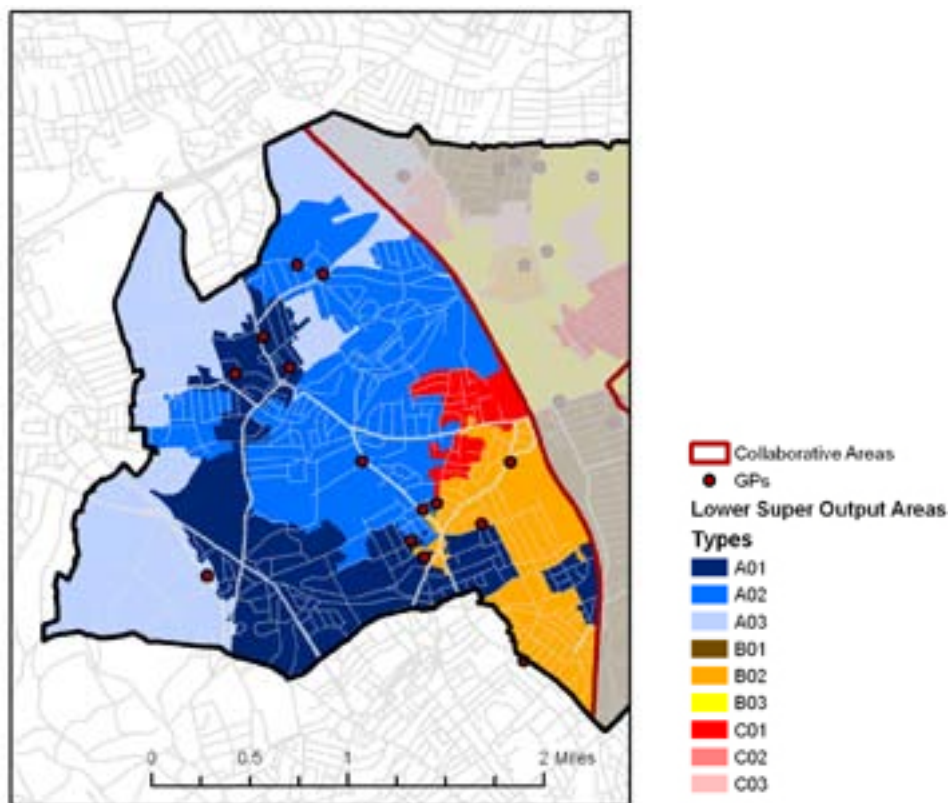 Collaborative Areas
GPs
Lower Super Output Areas
Types
A01
A02
A03
B01
B02
B03
C01
C02
C03
0 0.5 1 2 Miles